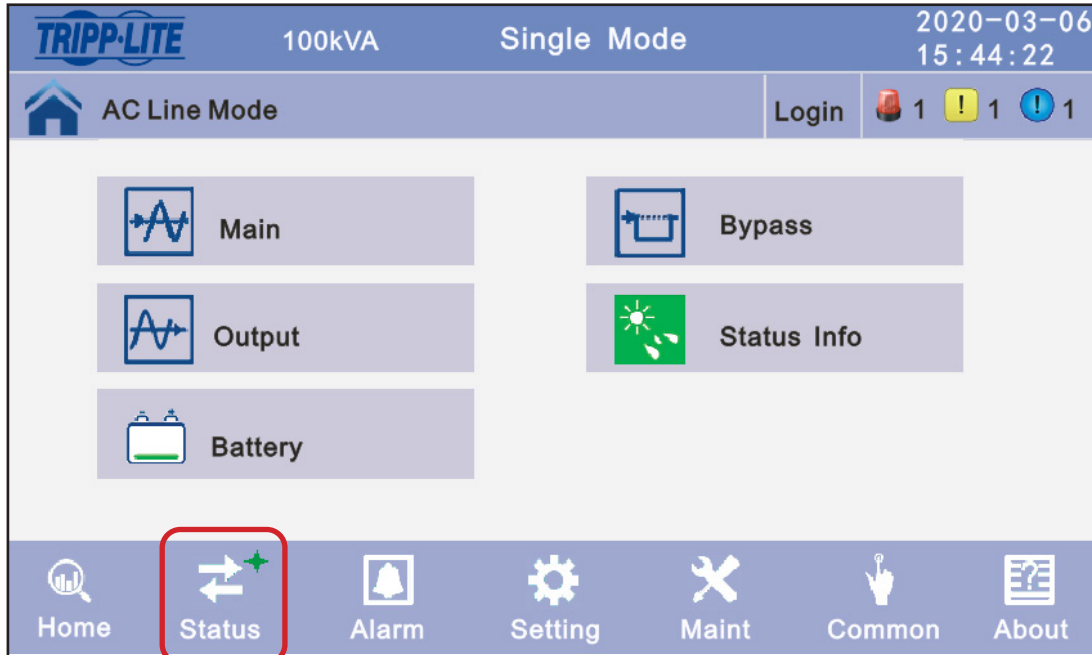 TRIPP·LITE 100kVA Single Mode 2020-03-06
15:44:22
AC Line Mode Login 1 ! 1 ! 1
Main Bypass
Output Status Info
Battery
Home Status Alarm Setting Maint Common About